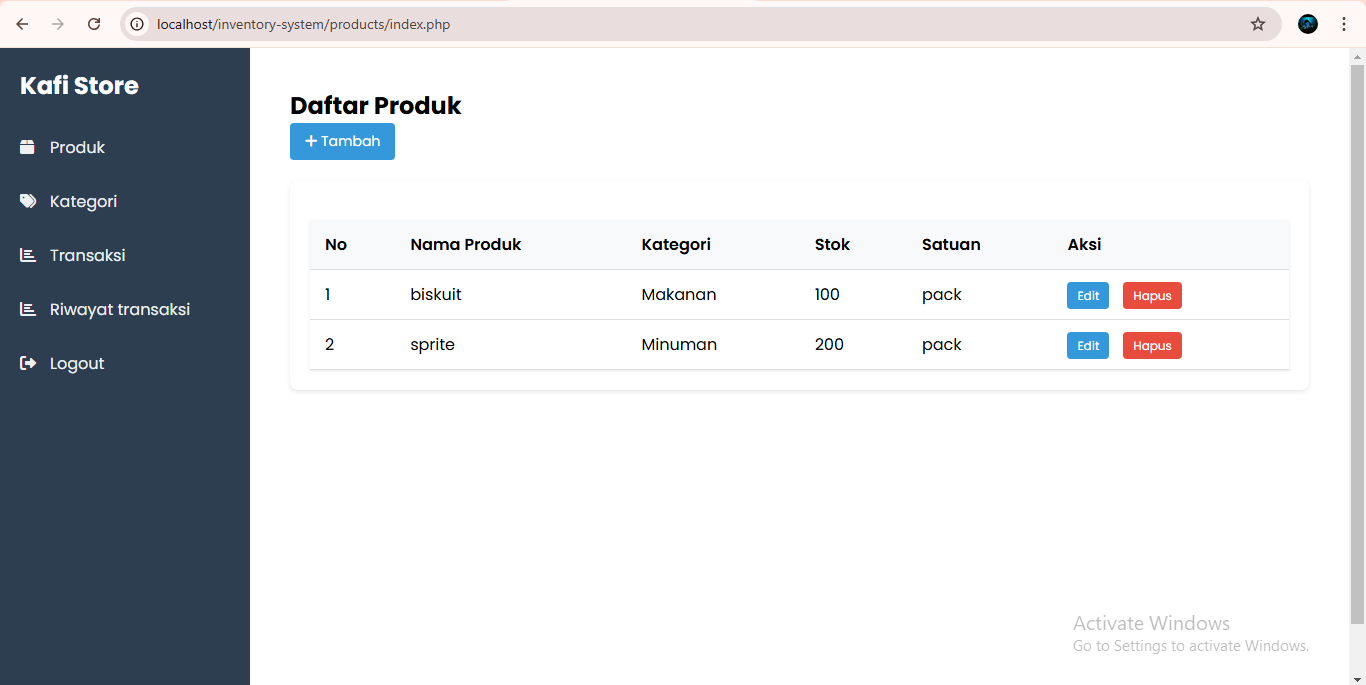 localhost/inventory-system/products/index.php
Kafi Store
Produk
Kategori
Transaksi
Riwayat transaksi
Logout
Daftar Produk
+ Tambah
No Nama Produk Kategori Stok Satuan Aksi
1 biskuit Makanan 100 pack Edit Hapus
2 sprite Minuman 200 pack Edit Hapus
Activate Windows
Go to Settings to activate Windows.